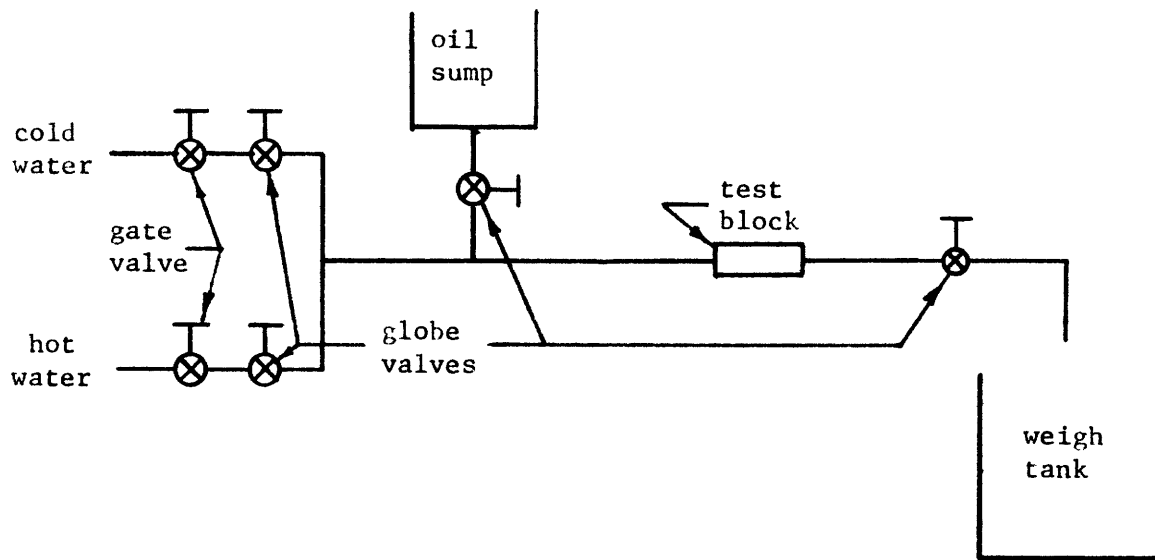 oil
sump
cold
water
test
block
gate
valve
globe
valves
hot
water
weigh
tank